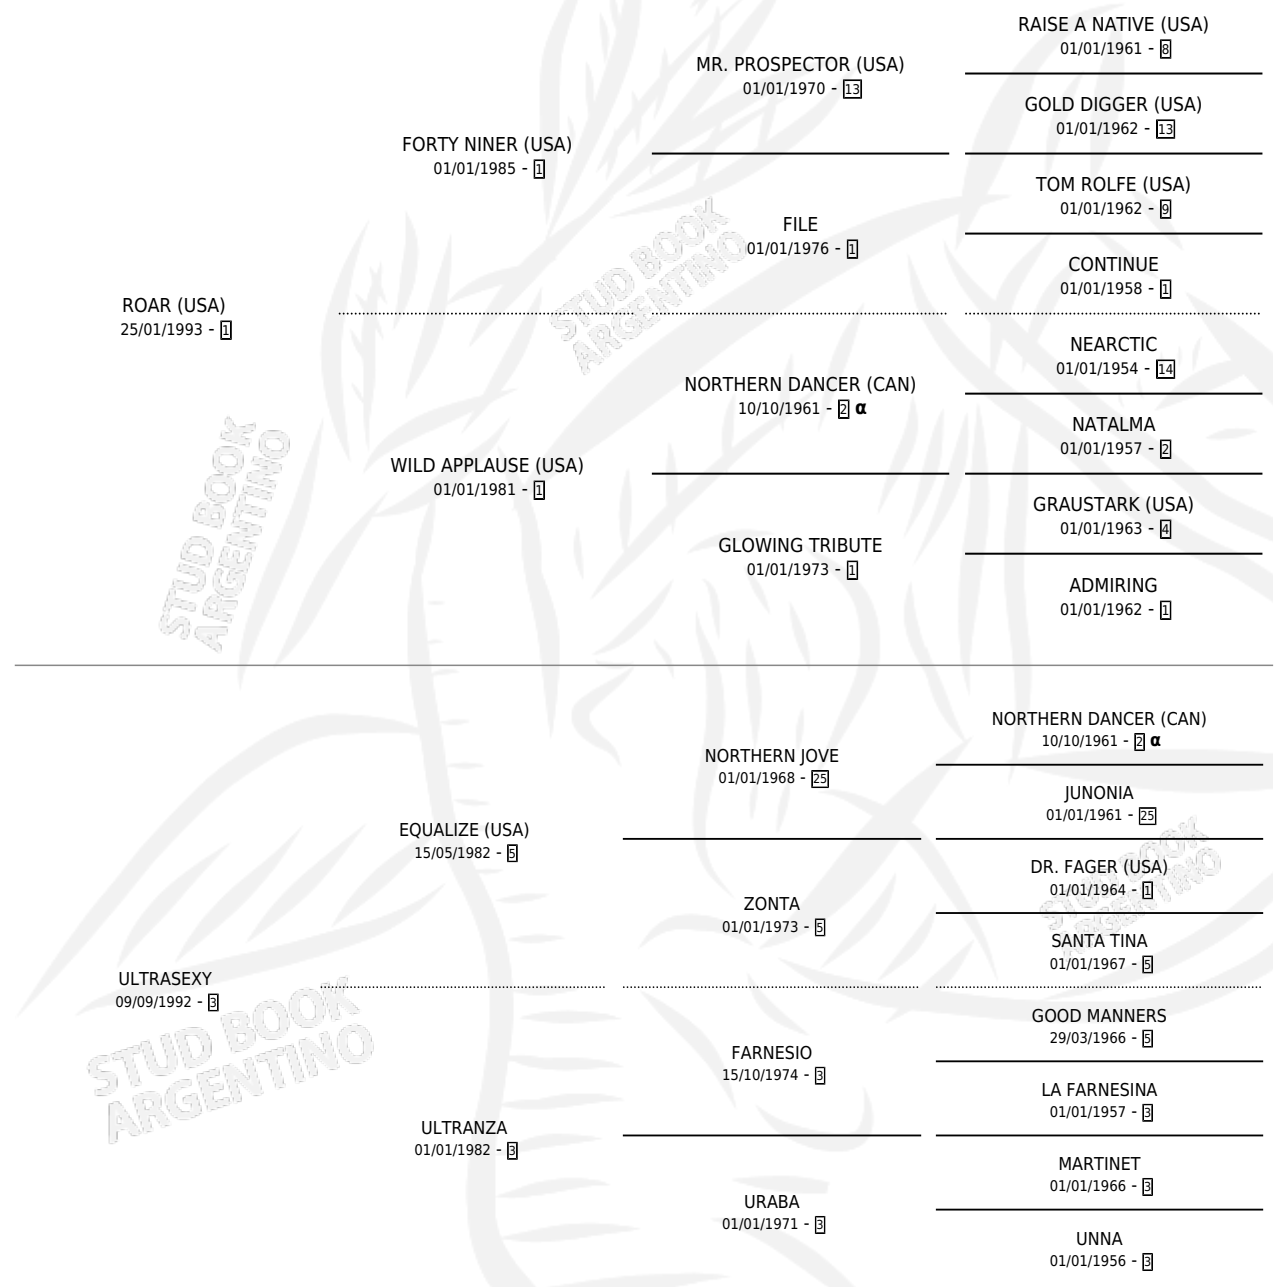 RAISE A NATIVE (USA)
01/01/1961 - 8
MR. PROSPECTOR (USA)
01/01/1970 - 13
GOLD DIGGER (USA)
01/01/1962 - 13
FORTY NINER (USA)
01/01/1985 - 1
TOM ROLFE (USA)
01/01/1962 - 9
FILE
01/01/1976 - 1
CONTINUE
01/01/1958 - 1
ROAR (USA)
25/01/1993 - 1
NEARCTIC
01/01/1954 - 14
NORTHERN DANCER (CAN)
10/10/1961 - 2 α
NATALMA
01/01/1957 - 2
WILD APPLAUSE (USA)
01/01/1981 - 1
GRAUSTARK (USA)
01/01/1963 - 4
GLOWING TRIBUTE
01/01/1973 - 1
ADMIRING
01/01/1962 - 1
NORTHERN DANCER (CAN)
10/10/1961 - 2 α
NORTHERN JOVE
01/01/1968 - 25
JUNONIA
01/01/1961 - 25
EQUALIZE (USA)
15/05/1982 - 5
DR. FAGER (USA)
01/01/1964 - 1
ZONTA
01/01/1973 - 5
SANTA TINA
01/01/1967 - 5
ULTRASEXY
09/09/1992 - 3
GOOD MANNERS
29/03/1966 - 5
FARNESIO
15/10/1974 - 3
LA FARNESINA
01/01/1957 - 3
ULTRANZA
01/01/1982 - 3
MARTINET
01/01/1966 - 3
URABA
01/01/1971 - 3
UNNA
01/01/1956 - 3
STUD BOOK
ARGENTINO
STUD BOOK
ARGENTINO
STUD BOOK
ARGENTINO
STUD BOOK
ARGENTINO